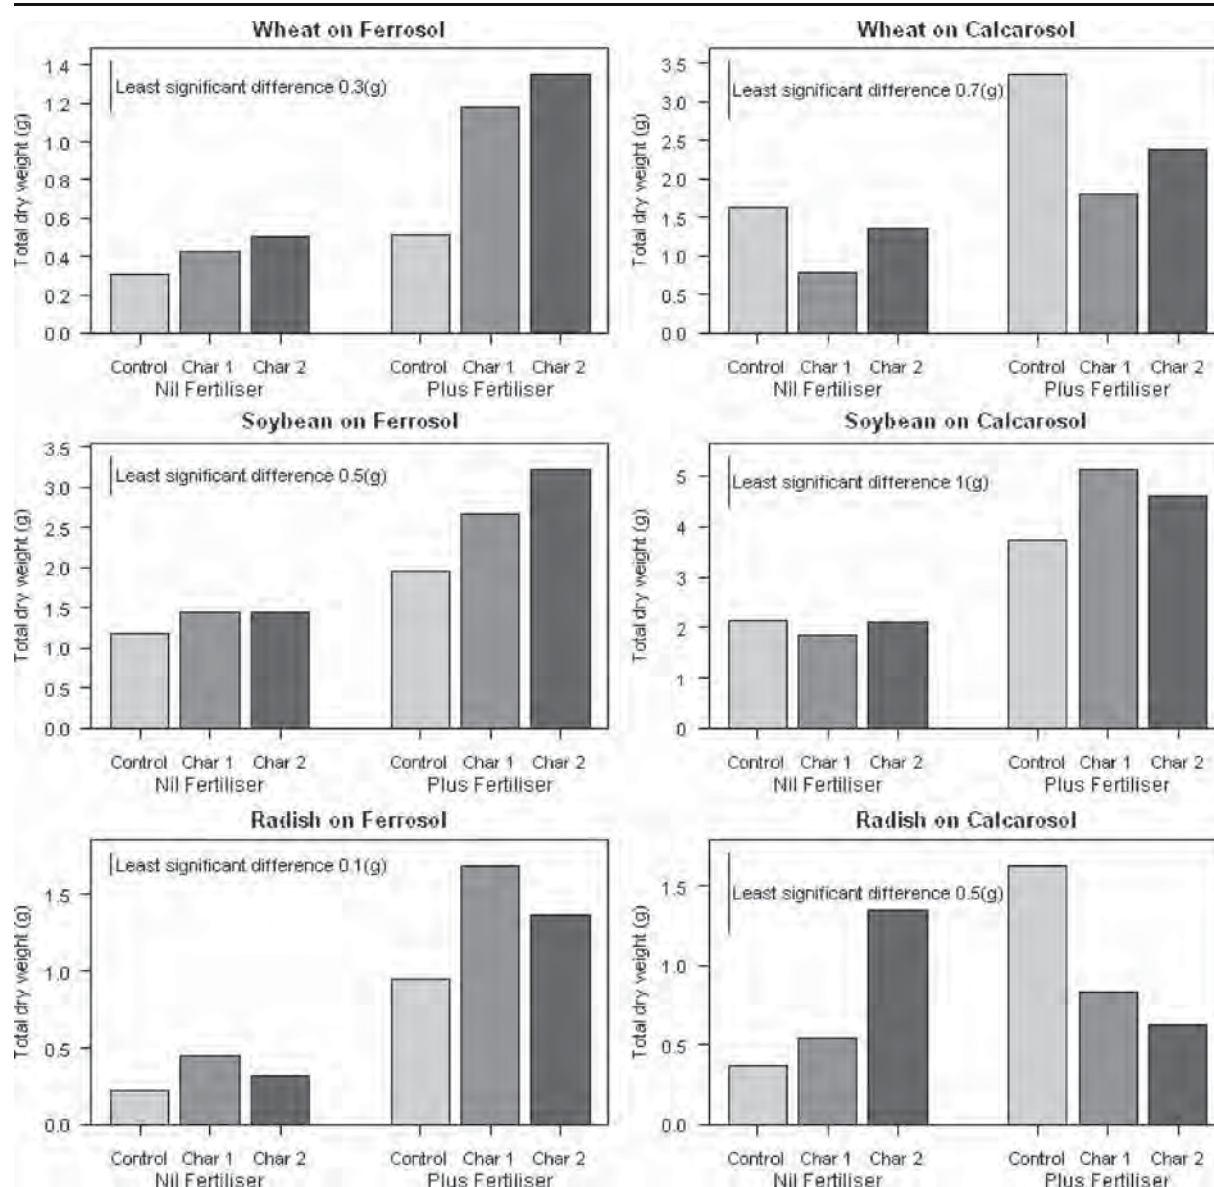 Wheat on Ferrosol
Total dry weight (g)
1.4
1.2
1.0
0.8
0.6
0.4
0.2
0.0
Least significant difference 0.3(g)
Control Char 1 Char 2 Control Char 1 Char 2
Nil Fertiliser Plus Fertiliser
Wheat on Calcarosol
Total dry weight (g)
3.5
3.0
2.5
2.0
1.5
1.0
0.5
0.0
Least significant difference 0.7(g)
Control Char 1 Char 2 Control Char 1 Char 2
Nil Fertiliser Plus Fertiliser
Soybean on Ferrosol
Total dry weight (g)
3.5
3.0
2.5
2.0
1.5
1.0
0.5
0.0
Least significant difference 0.5(g)
Control Char 1 Char 2 Control Char 1 Char 2
Nil Fertiliser Plus Fertiliser
Soybean on Calcarosol
Total dry weight (g)
5
4
3
2
1
0
Least significant difference 1(g)
Control Char 1 Char 2 Control Char 1 Char 2
Nil Fertiliser Plus Fertiliser
Radish on Ferrosol
Total dry weight (g)
1.5
1.0
0.5
0.0
Least significant difference 0.1(g)
Control Char 1 Char 2 Control Char 1 Char 2
Nil Fertiliser Plus Fertiliser
Radish on Calcarosol
Total dry weight (g)
1.5
1.0
0.5
0.0
Least significant difference 0.5(g)
Control Char 1 Char 2 Control Char 1 Char 2
Nil Fertiliser Plus Fertiliser